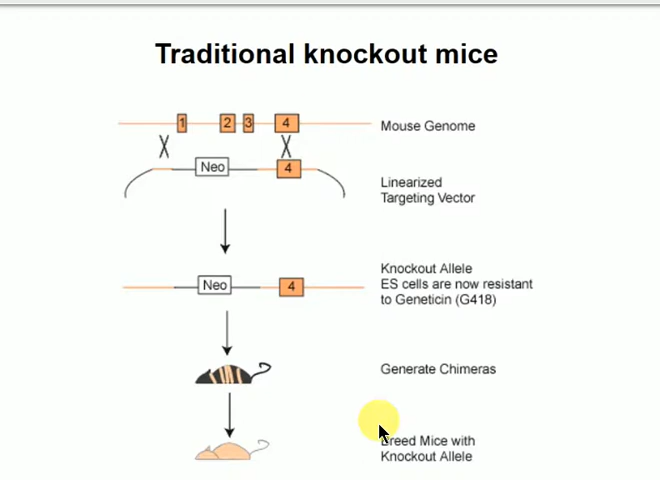 Traditional knockout mice
1 2 3 4
Mouse Genome
Neo 4
Linearized
Targeting Vector
Neo 4
Knockout Allele
ES cells are now resistant
to Geneticin (G418)
Generate Chimeras
Breed Mice with
Knockout Allele